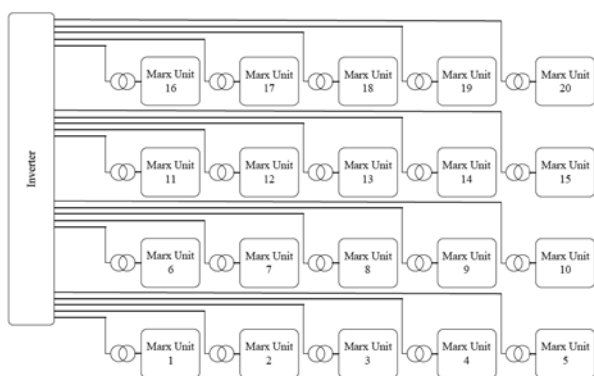 Inverter
Marx Unit
16
Marx Unit
17
Marx Unit
18
Marx Unit
19
Marx Unit
20
Marx Unit
11
Marx Unit
12
Marx Unit
13
Marx Unit
14
Marx Unit
15
Marx Unit
6
Marx Unit
7
Marx Unit
8
Marx Unit
9
Marx Unit
10
Marx Unit
1
Marx Unit
2
Marx Unit
3
Marx Unit
4
Marx Unit
5